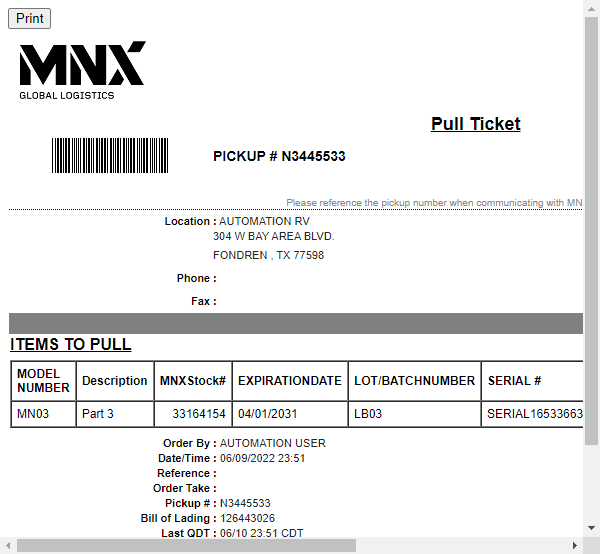 Print
MNX
GLOBAL LOGISTICS
Pull Ticket
PICKUP # N3445533
Please reference the pickup number when communicating with MN
Location : AUTOMATION RV
304 W BAY AREA BLVD.
FONDREN , TX 77598
Phone :
Fax :
ITEMS TO PULL
MODEL NUMBER Description MNXStock# EXPIRATIONDATE LOT/BATCHNUMBER SERIAL #
MN03 Part 3 33164154 04/01/2031 LB03 SERIAL16533663
Order By : AUTOMATION USER
Date/Time : 06/09/2022 23:51
Reference :
Order Take :
Pickup # : N3445533
Bill of Lading : 126443026
Last QDT : 06/10 23:51 CDT